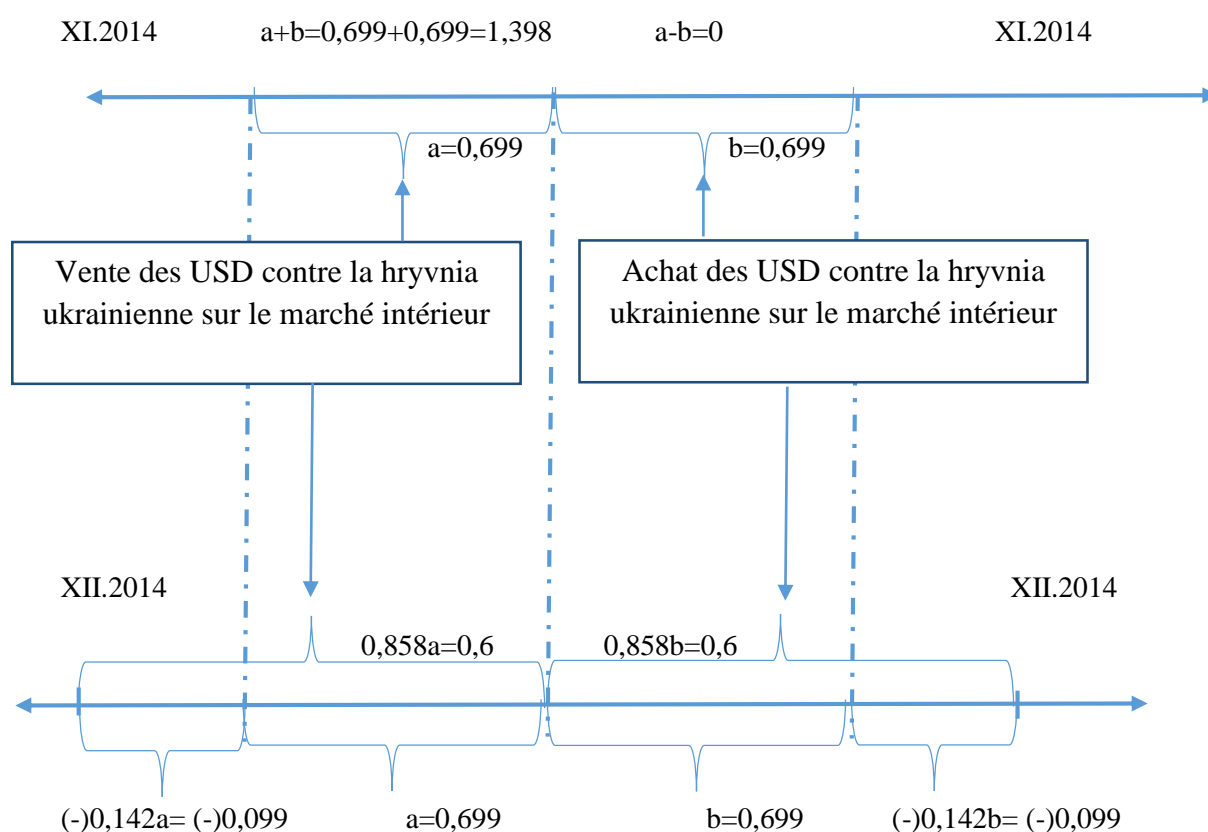 XI.2014 a+b=0,699+0,699=1,398 a-b=0 XI.2014
a=0,699 b=0,699
Vente des USD contre la hryvnia
ukrainienne sur le marché intérieur
Achat des USD contre la hryvnia
ukrainienne sur le marché intérieur
XII.2014 XII.2014
0,858a=0,6 0,858b=0,6
(-)0,142a= (-)0,099 a=0,699 b=0,699 (-)0,142b= (-)0,099